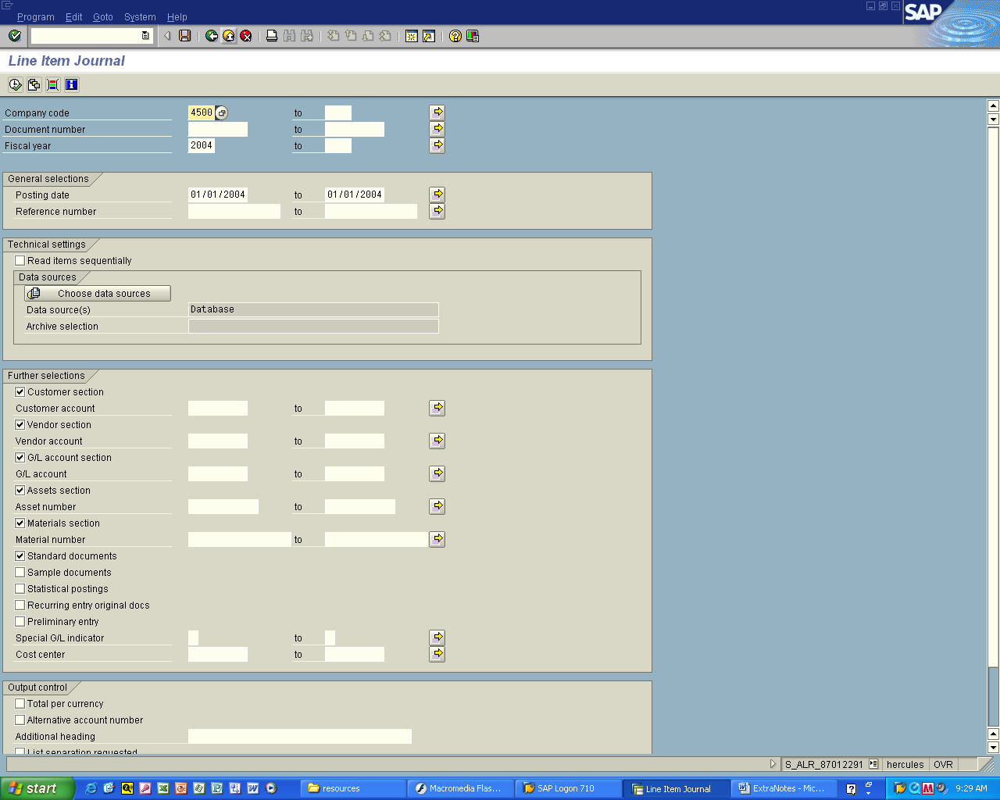 Program Edit Goto System Help
SAP
Line Item Journal
Company code 4500 to
Document number to
Fiscal year 2004 to
General selections
Posting date 01/01/2004 to 01/01/2004
Reference number to
Technical settings
Read items sequentially
Data sources
Choose data sources
Data source(s) Database
Archive selection
Further selections
Customer section
Customer account to
Vendor section
Vendor account to
G/L account section
G/L account to
Assets section
Asset number to
Materials section
Material number to
Standard documents
Sample documents
Statistical postings
Recurring entry original docs
Preliminary entry
Special G/L indicator to
Cost center to
Output control
Total per currency
Alternative account number
Additional heading
List separation requested
S_ALR_87012291 hercules OVR
start resources Macromedia Flas... SAP Logon 710 Line Item Journal ExtraNotes - Mic... 9:29 AM